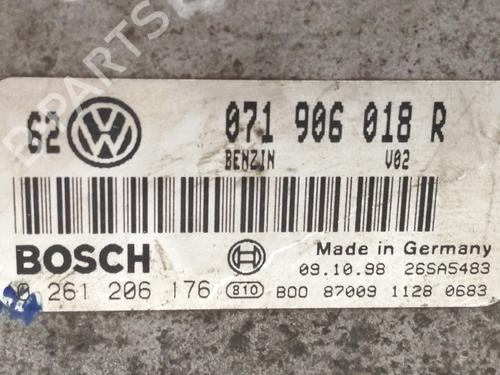 B-PARTS
62 VW 071 906 018 R
BENZIN V02
BOSCH Made in Germany
09.10.98 26SA5483
0 261 206 176 810 B00 87009 1128 0683